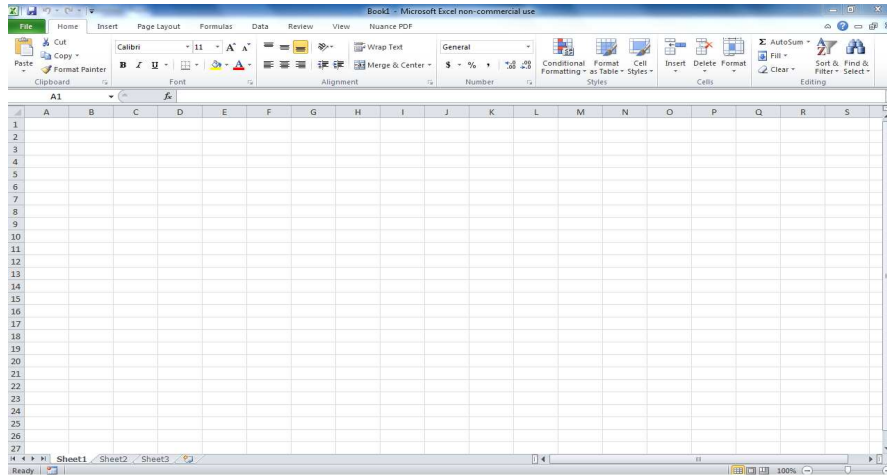 Book1 - Microsoft Excel non-commercial use
File Home Insert Page Layout Formulas Data Review View Nuance PDF
Paste
Cut
Copy
Format Painter
Clipboard
Calibri 11 A A
B I U A
Font
Wrap Text
Merge & Center
Alignment
General
$ % , .0 .00 .00 .0
Number
Conditional Formatting
Format as Table
Cell Styles
Styles
Insert Delete Format
Cells
Σ AutoSum
Fill
Clear
Sort & Filter
Find & Select
Editing
A1 fx
A B C D E F G H I J K L M N O P Q R S
1
2
3
4
5
6
7
8
9
10
11
12
13
14
15
16
17
18
19
20
21
22
23
24
25
26
27
Sheet1 Sheet2 Sheet3
Ready 100%